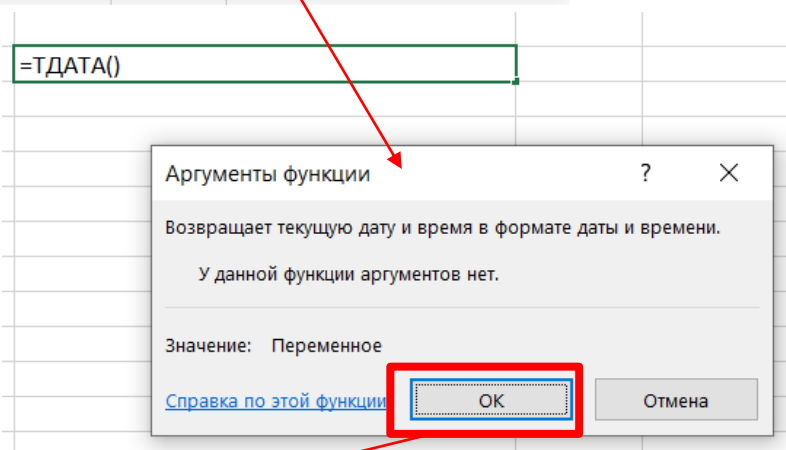 =ТДАТА()
Аргументы функции ?
Возвращает текущую дату и время в формате даты и времени.
У данной функции аргументов нет.
Значение: Переменное
Справка по этой функции ОК Отмена